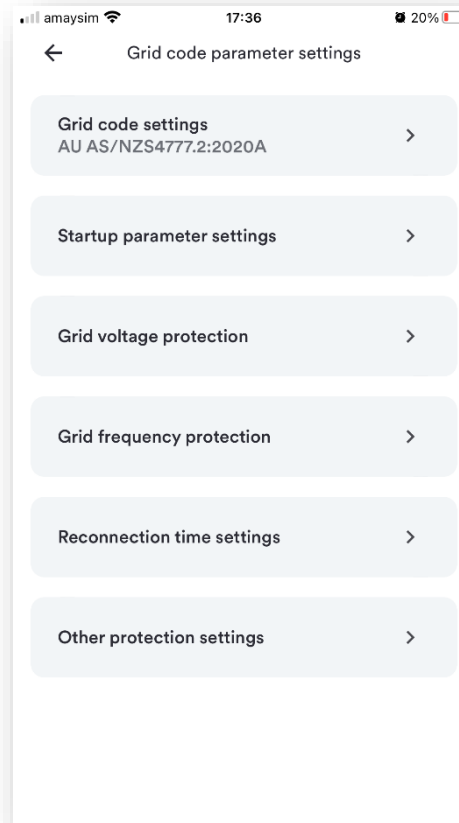 amaysim 17:36 20%
Grid code parameter settings
Grid code settings
AU AS/NZS4777.2:2020A
Startup parameter settings
Grid voltage protection
Grid frequency protection
Reconnection time settings
Other protection settings